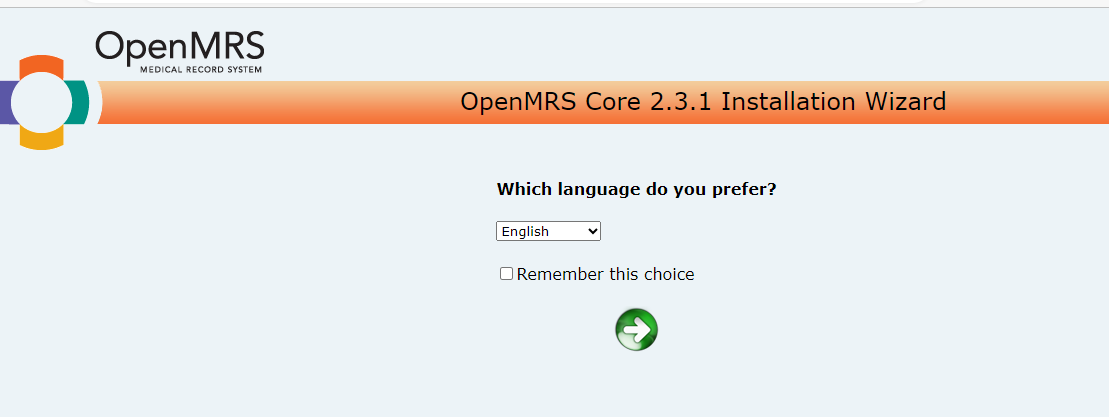 OpenMRS
MEDICAL RECORD SYSTEM
OpenMRS Core 2.3.1 Installation Wizard
Which language do you prefer?
English
Remember this choice